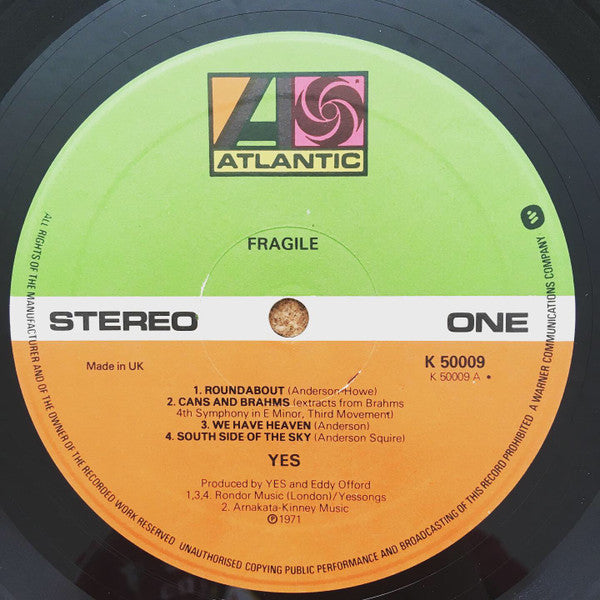 ATLANTIC
FRAGILE
STEREO
ONE
Made in UK
K 50009
K 50009 A •
1. ROUNDABOUT (Anderson Howe)
2. CANS AND BRAHMS (extracts from Brahms
4th Symphony in E Minor, Third Movement)
3. WE HAVE HEAVEN (Anderson)
4. SOUTH SIDE OF THE SKY (Anderson Squire)
YES
Produced by YES and Eddy Offord
1,3,4. Rondor Music (London)/Yessongs
2. Arnakata-Kinney Music
℗1971
ALL RIGHTS OF THE MANUFACTURER AND OF THE OWNER OF THE RECORDED WORK RESERVED UNAUTHORISED COPYING PUBLIC PERFORMANCE AND BROADCASTING OF THIS RECORD PROHIBITED A WARNER COMMUNICATIONS COMPANY